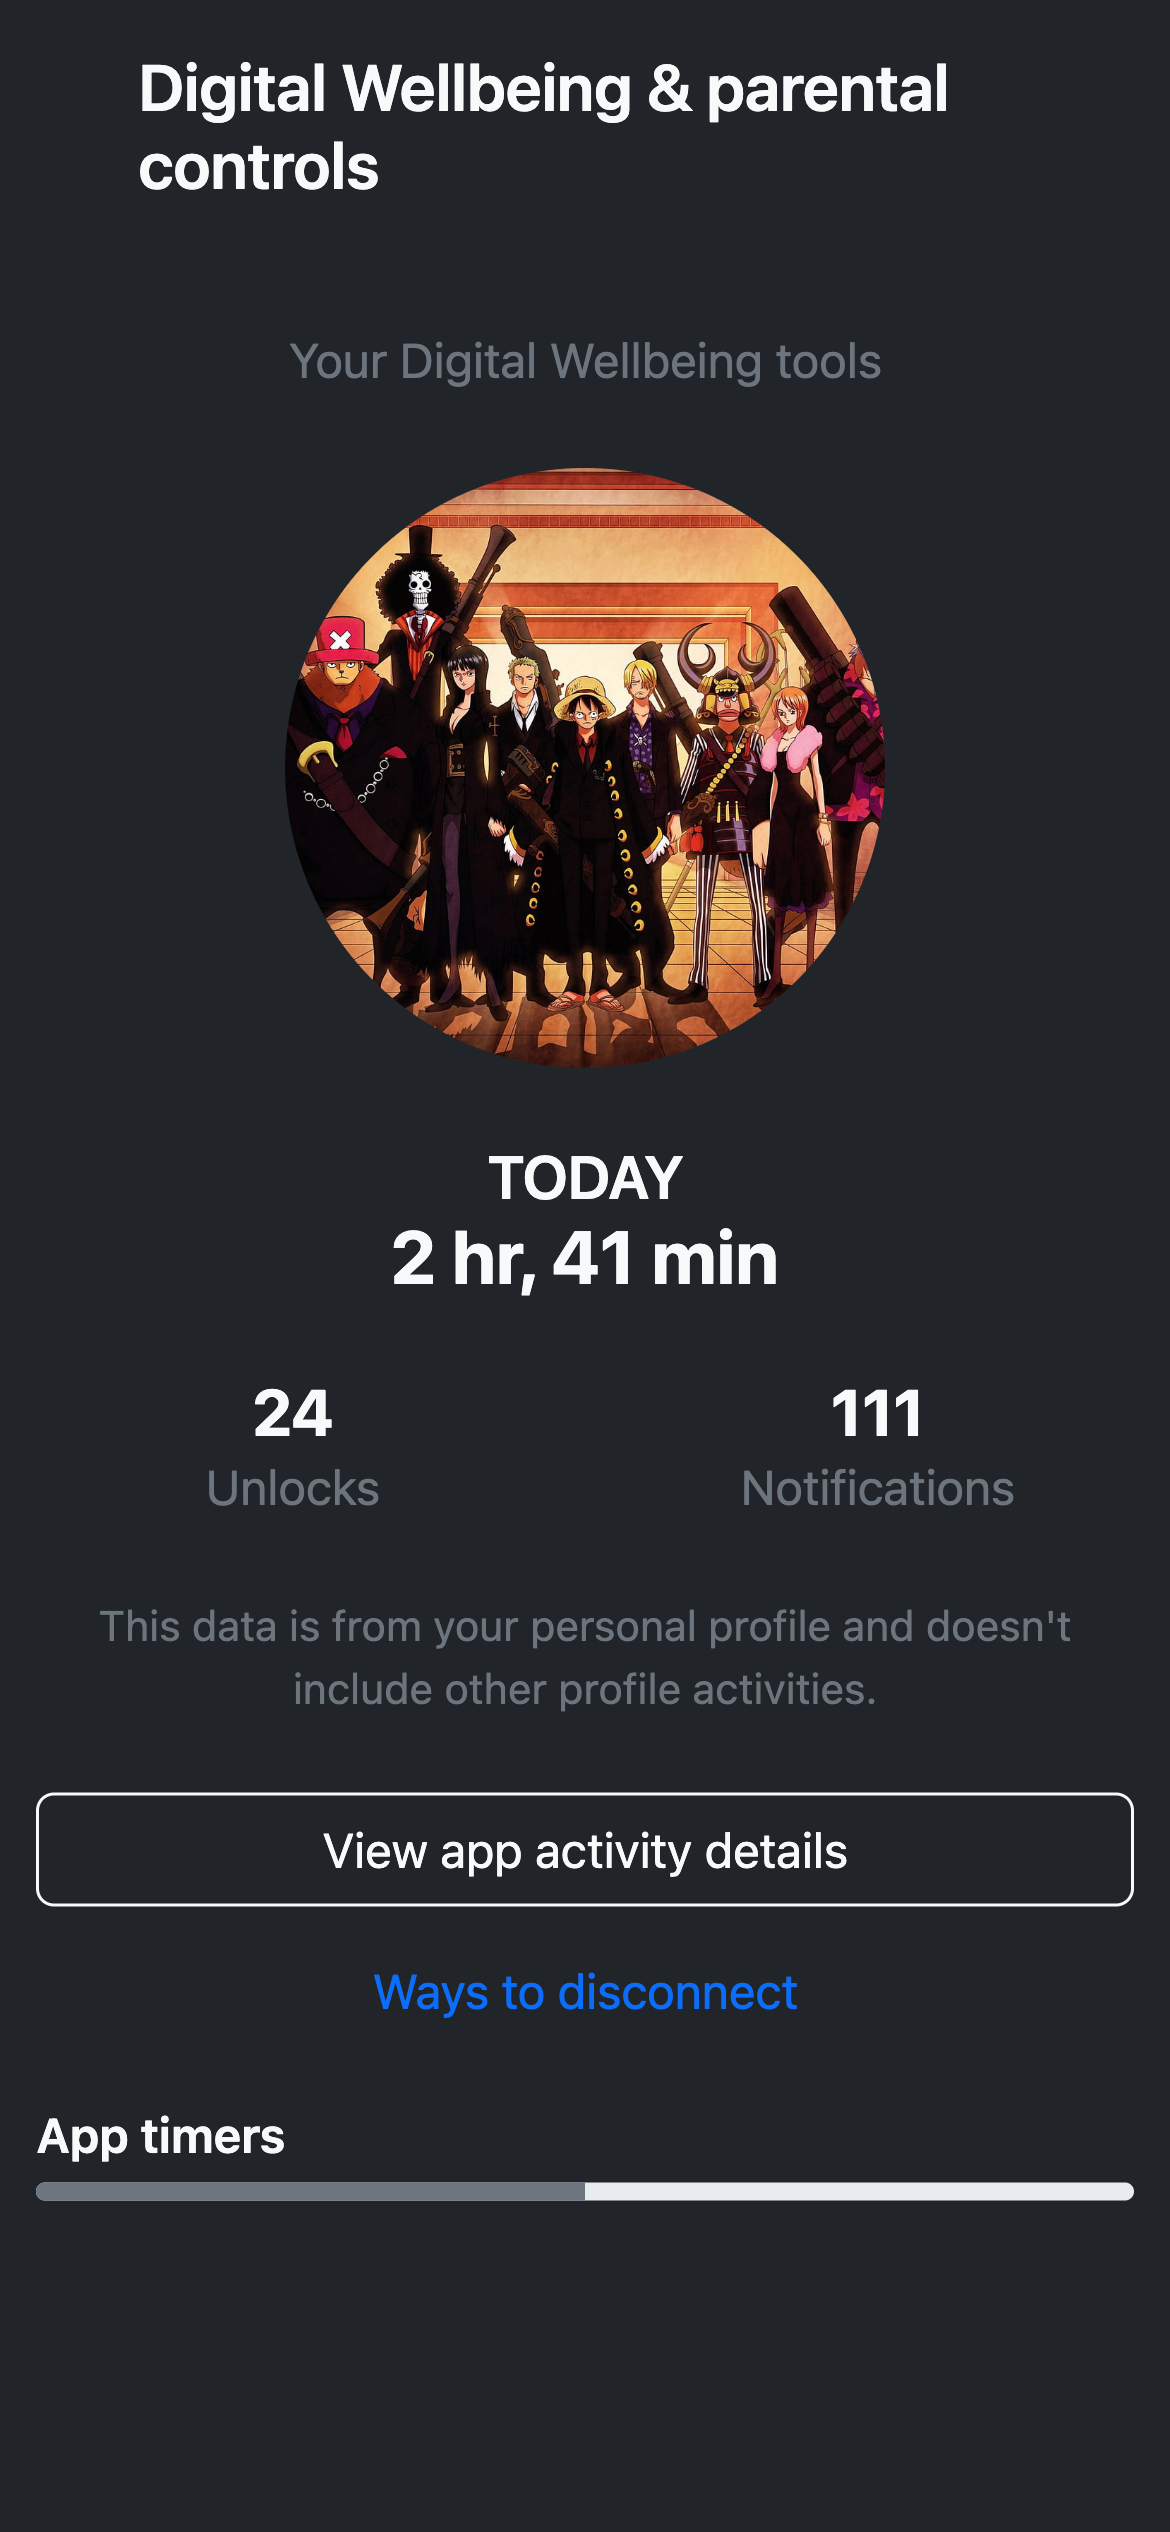 Digital Wellbeing & parental
controls
Your Digital Wellbeing tools
TODAY
2 hr, 41 min
24
Unlocks
111
Notifications
This data is from your personal profile and doesn't
include other profile activities.
View app activity details
Ways to disconnect
App timers